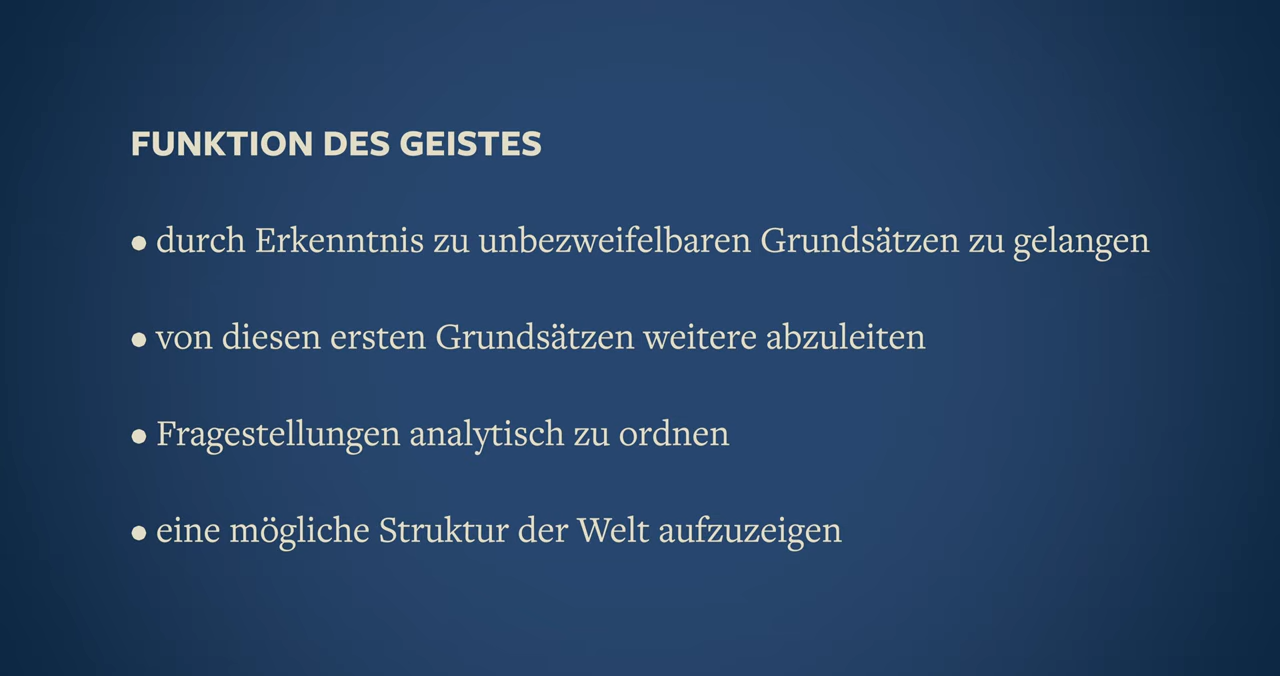 FUNKTION DES GEISTES
• durch Erkenntnis zu unbezweifelbaren Grundsätzen zu gelangen
• von diesen ersten Grundsätzen weitere abzuleiten
• Fragestellungen analytisch zu ordnen
• eine mögliche Struktur der Welt aufzuzeigen